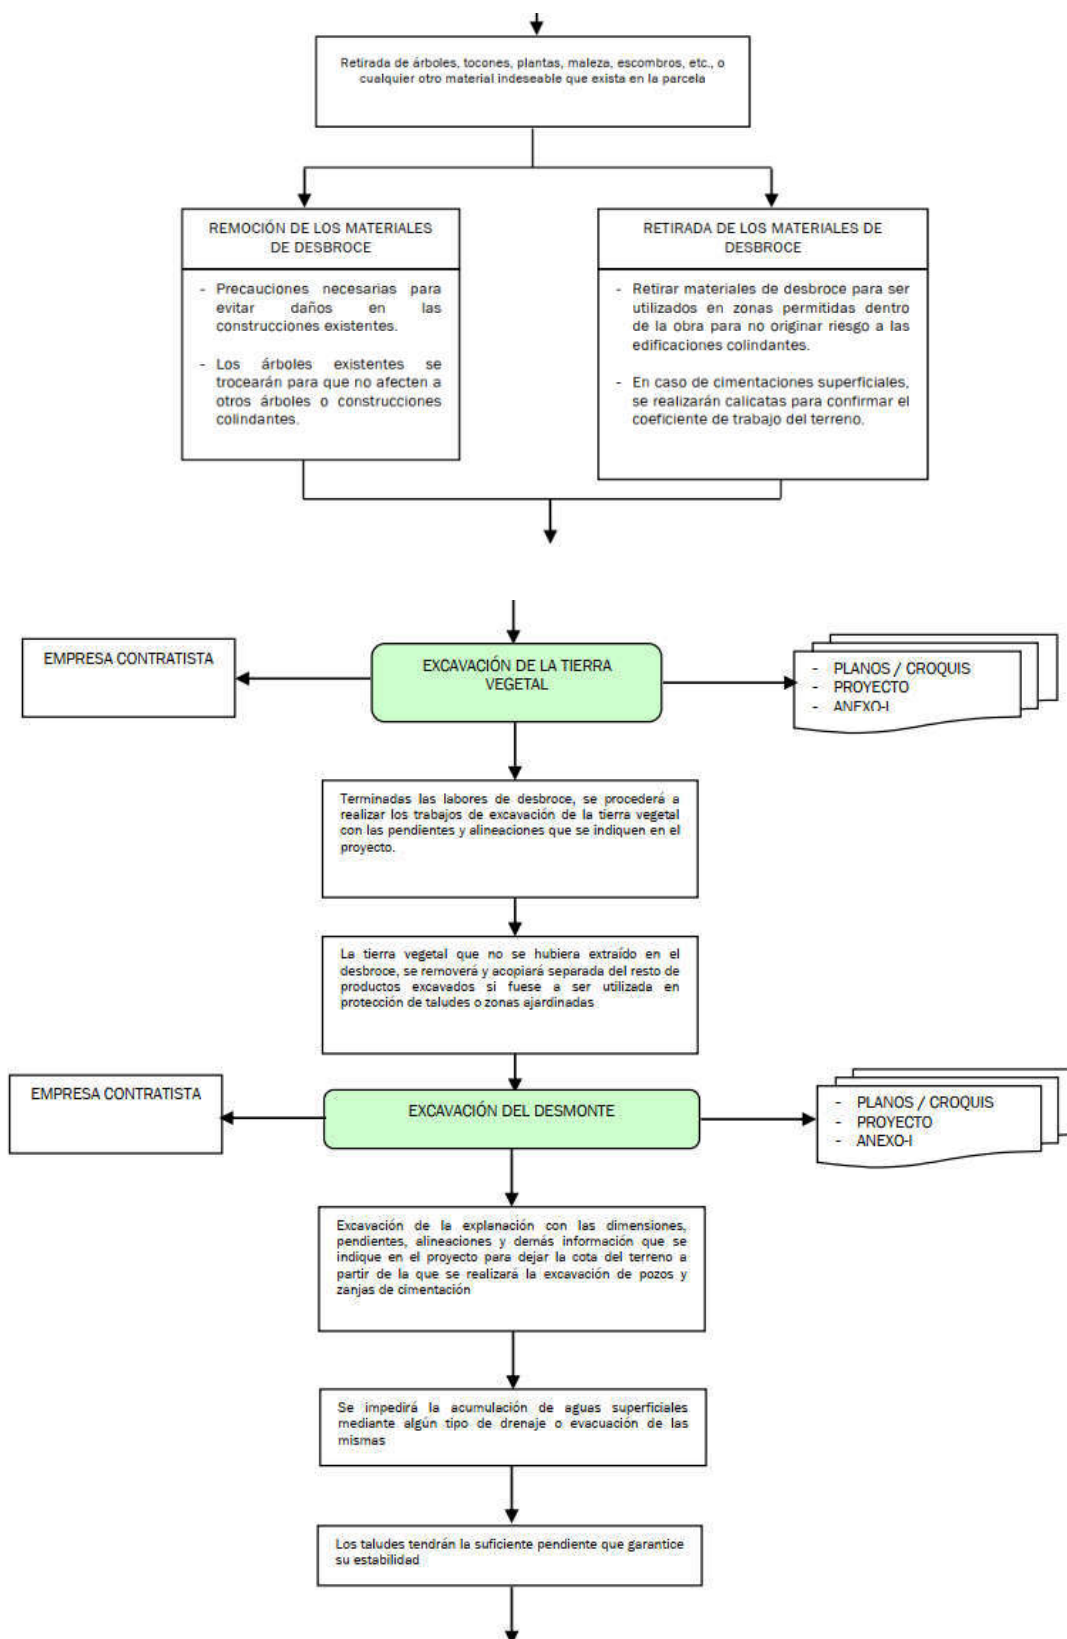 Retirada de árboles, tocones, plantas, maleza, escombros, etc., o
cualquier otro material indeseable que exista en la parcela
REMOCIÓN DE LOS MATERIALES
DE DESBROCE
- Precauciones necesarias para
evitar daños en las
construcciones existentes.
- Los árboles existentes se
trocearán para que no afecten a
otros árboles o construcciones
colindantes.
RETIRADA DE LOS MATERIALES DE
DESBROCE
- Retirar materiales de desbroce para ser
utilizados en zonas permitidas dentro
de la obra para no originar riesgo a las
edificaciones colindantes.
- En caso de cimentaciones superficiales,
se realizarán calicatas para confirmar el
coeficiente de trabajo del terreno.
EMPRESA CONTRATISTA
EXCAVACIÓN DE LA TIERRA
VEGETAL
- PLANOS / CROQUIS
- PROYECTO
- ANEXO-I
Terminadas las labores de desbroce, se procederá a
realizar los trabajos de excavación de la tierra vegetal
con las pendientes y alineaciones que se indiquen en el
proyecto.
La tierra vegetal que no se hubiera extraído en el
desbroce, se removerá y acopiará separada del resto de
productos excavados si fuese a ser utilizada en
protección de taludes o zonas ajardinadas
EMPRESA CONTRATISTA
EXCAVACIÓN DEL DESMONTE
- PLANOS / CROQUIS
- PROYECTO
- ANEXO-I
Excavación de la explanación con las dimensiones,
pendientes, alineaciones y demás información que se
indique en el proyecto para dejar la cota del terreno a
partir de la que se realizará la excavación de pozos y
zanjas de cimentación
Se impedirá la acumulación de aguas superficiales
mediante algún tipo de drenaje o evacuación de las
mismas
Los taludes tendrán la suficiente pendiente que garantice
su estabilidad